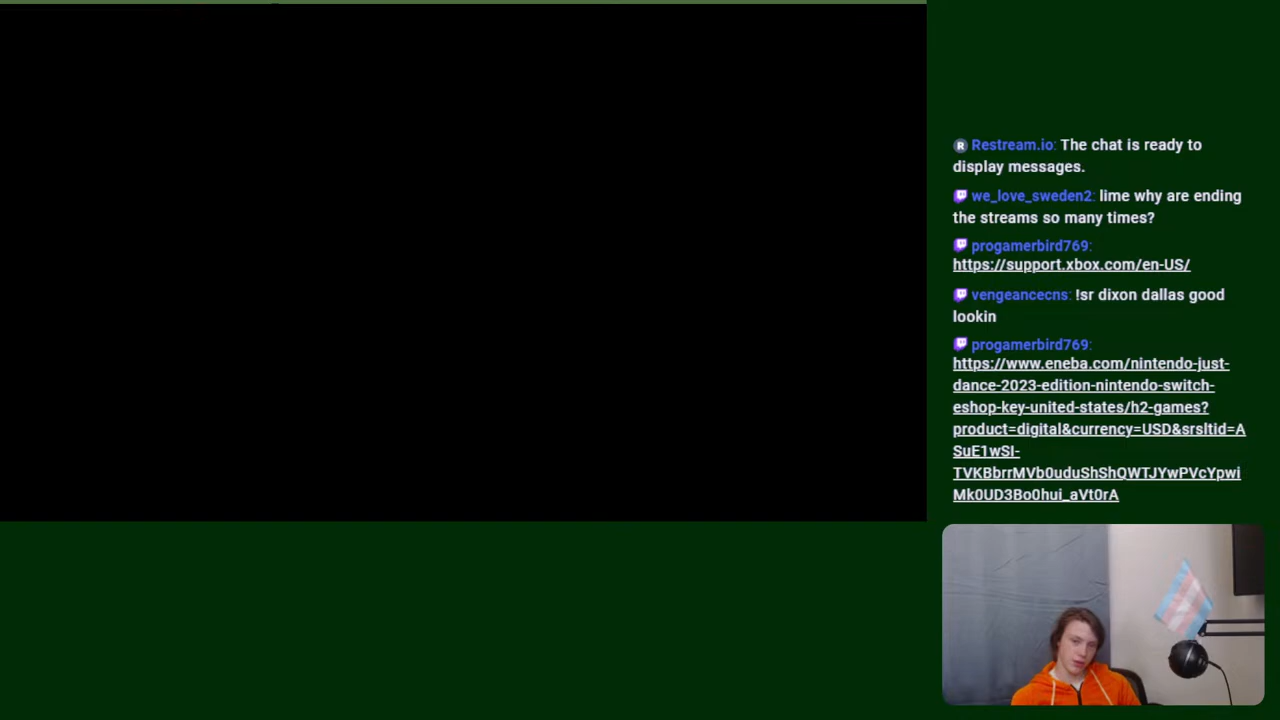 R Restream.io: The chat is ready to
display messages.
we_love_sweden2: lime why are ending
the streams so many times?
progamerbird769:
https://support.xbox.com/en-US/
vengeancecns: !sr dixon dallas good
lookin
progamerbird769:
https://www.eneba.com/nintendo-just-
dance-2023-edition-nintendo-switch-
eshop-key-united-states/h2-games?
product=digital&currency=USD&srsltid=A
SuE1wSI-
TVKBbrrMVb0uduShShQWTJYwPVcYpwi
Mk0UD3Bo0hui_aVt0rA